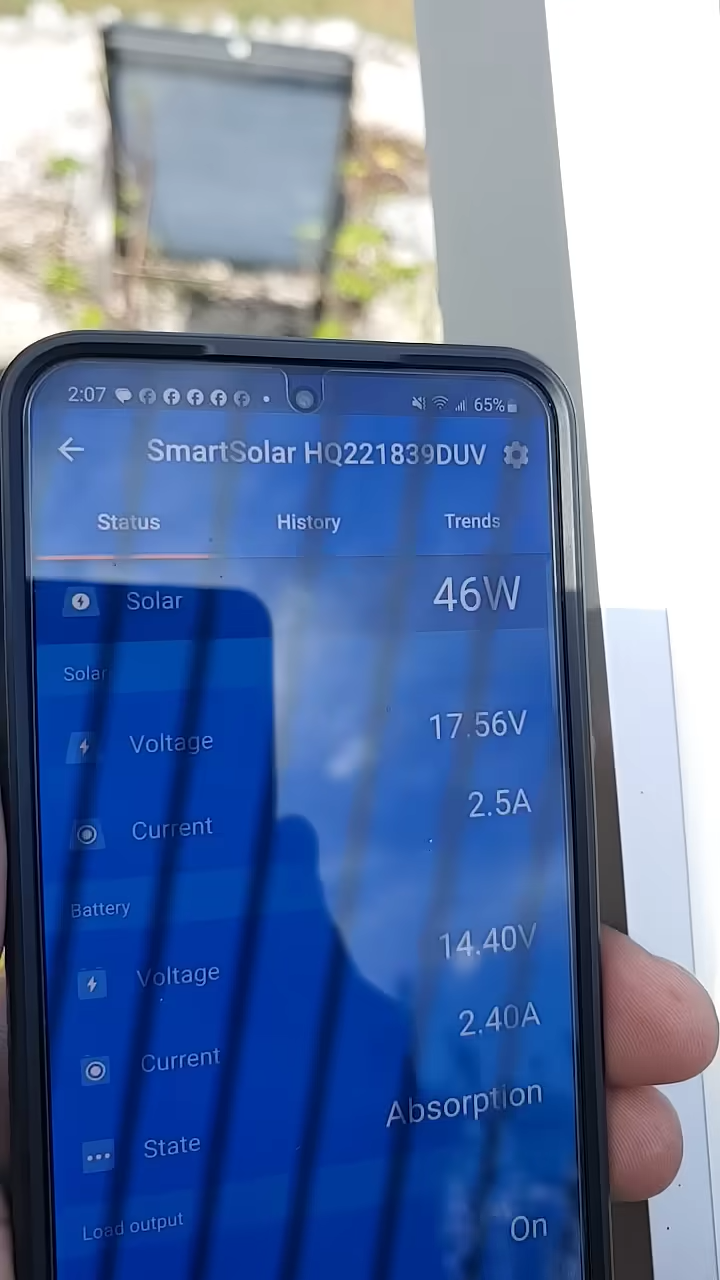 2:07 65%
SmartSolar HQ221839DUV
Status History Trends
Solar 46W
Solar
Voltage 17.56V
Current 2.5A
Battery
Voltage 14.40V
Current 2.40A
State Absorption
Load output On